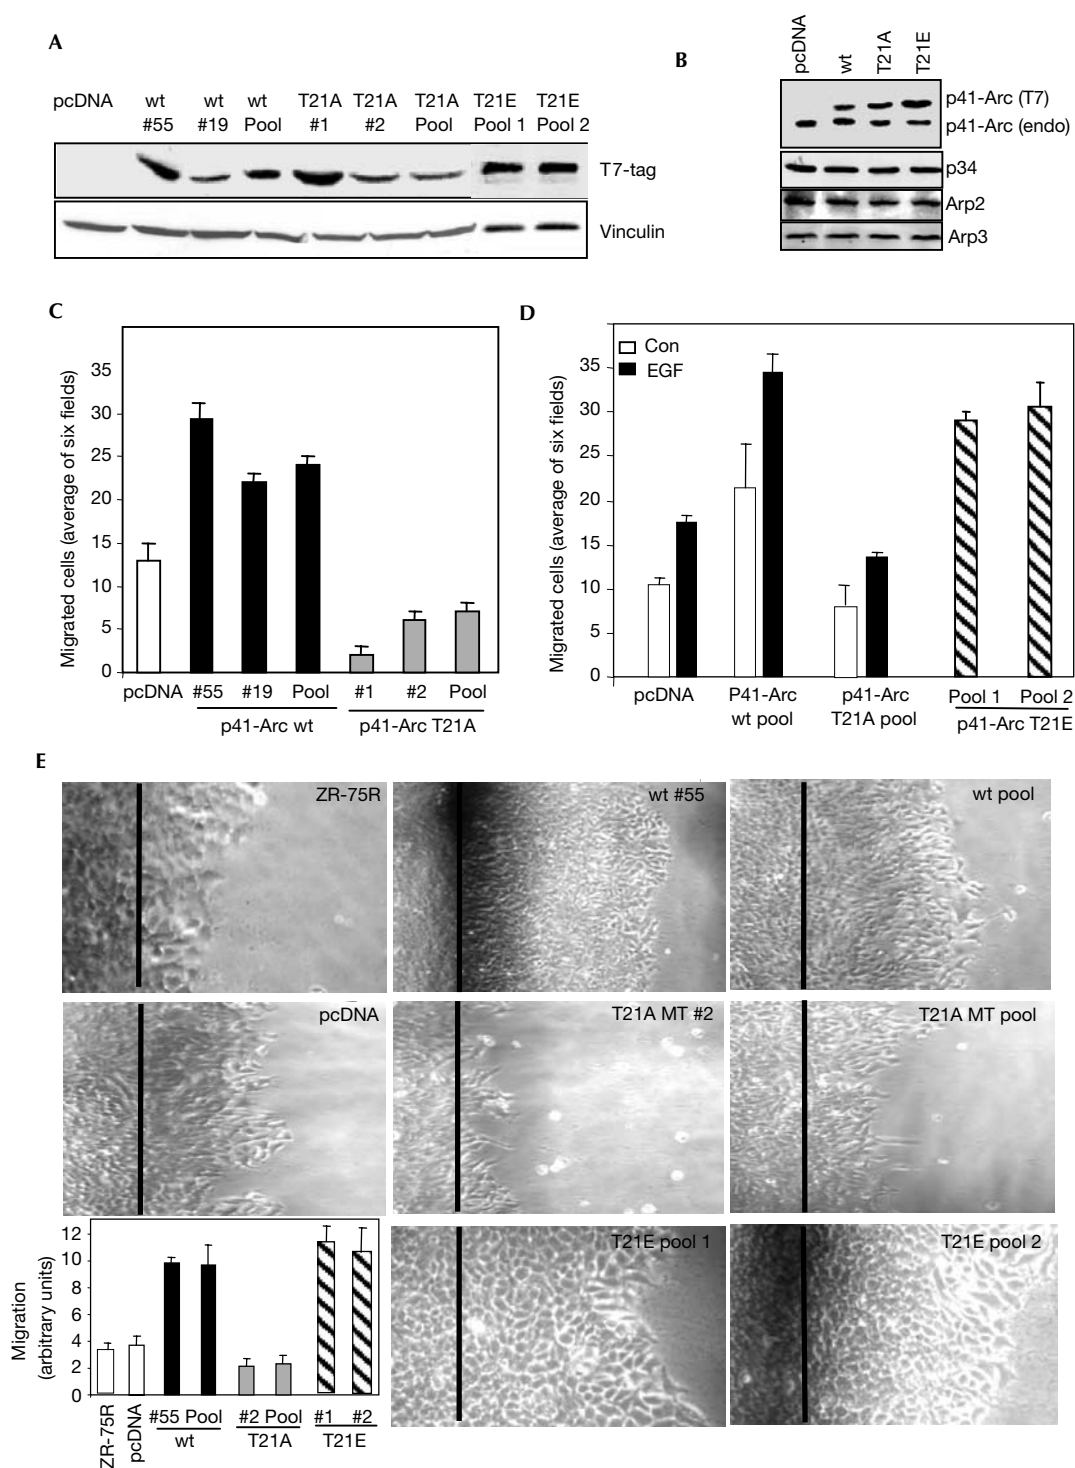 A
pcDNA wt wt wt T21A T21A T21A T21E T21E
#55 #19 Pool #1 #2 Pool Pool 1 Pool 2
T7-tag
Vinculin
B
pcDNA wt T21A T21E
p41-Arc (T7)
p41-Arc (endo)
p34
Arp2
Arp3
C
Migrated cells (average of six fields)
35
30
25
20
15
10
5
0
pcDNA #55 #19 Pool #1 #2 Pool
p41-Arc wt p41-Arc T21A
D
Con
EGF
Migrated cells (average of six fields)
35
30
25
20
15
10
5
0
pcDNA P41-Arc p41-Arc Pool 1 Pool 2
wt pool T21A pool p41-Arc T21E
E
ZR-75R
wt #55
wt pool
pcDNA
T21A MT #2
T21A MT pool
T21E pool 1
T21E pool 2
Migration
(arbitrary units)
12
10
8
6
4
2
0
ZR-75R pcDNA #55 Pool #2 Pool #1 #2
wt T21A T21E